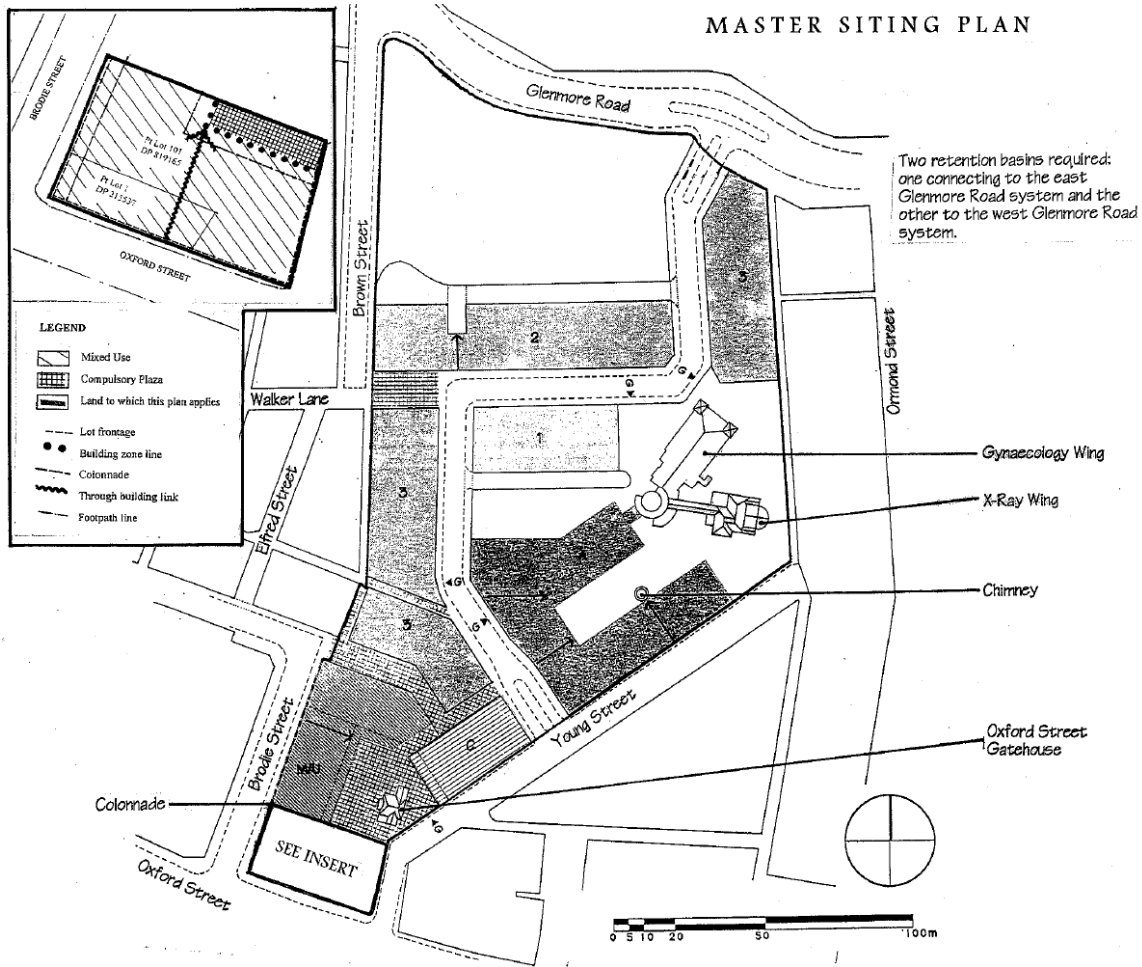 MASTER SITING PLAN
BRODIE STREET
Pt Lot 101
DP 819165
Pt Lot 1
OXFORD STREET
LEGEND
Mixed Use
Compulsory Plaza
Land to which this plan applies
Lot frontage
Building zone line
Colonnade
Through building link
Footpath line
Glenmore Road
Two retention basins required:
one connecting to the east
Glenmore Road system and the
other to the west Glenmore Road
system.
Brown Street
3
2
G
G
Ormond Street
Walker Lane
1
Gynaecology Wing
3
X-Ray Wing
Elfred Street
4
G
Chimney
G
3
Young Street
Oxford Street
Gatehouse
C
Brodie Street
M/U
Colonnade
G
SEE INSERT
Oxford Street
0 5 10 20 50 100m